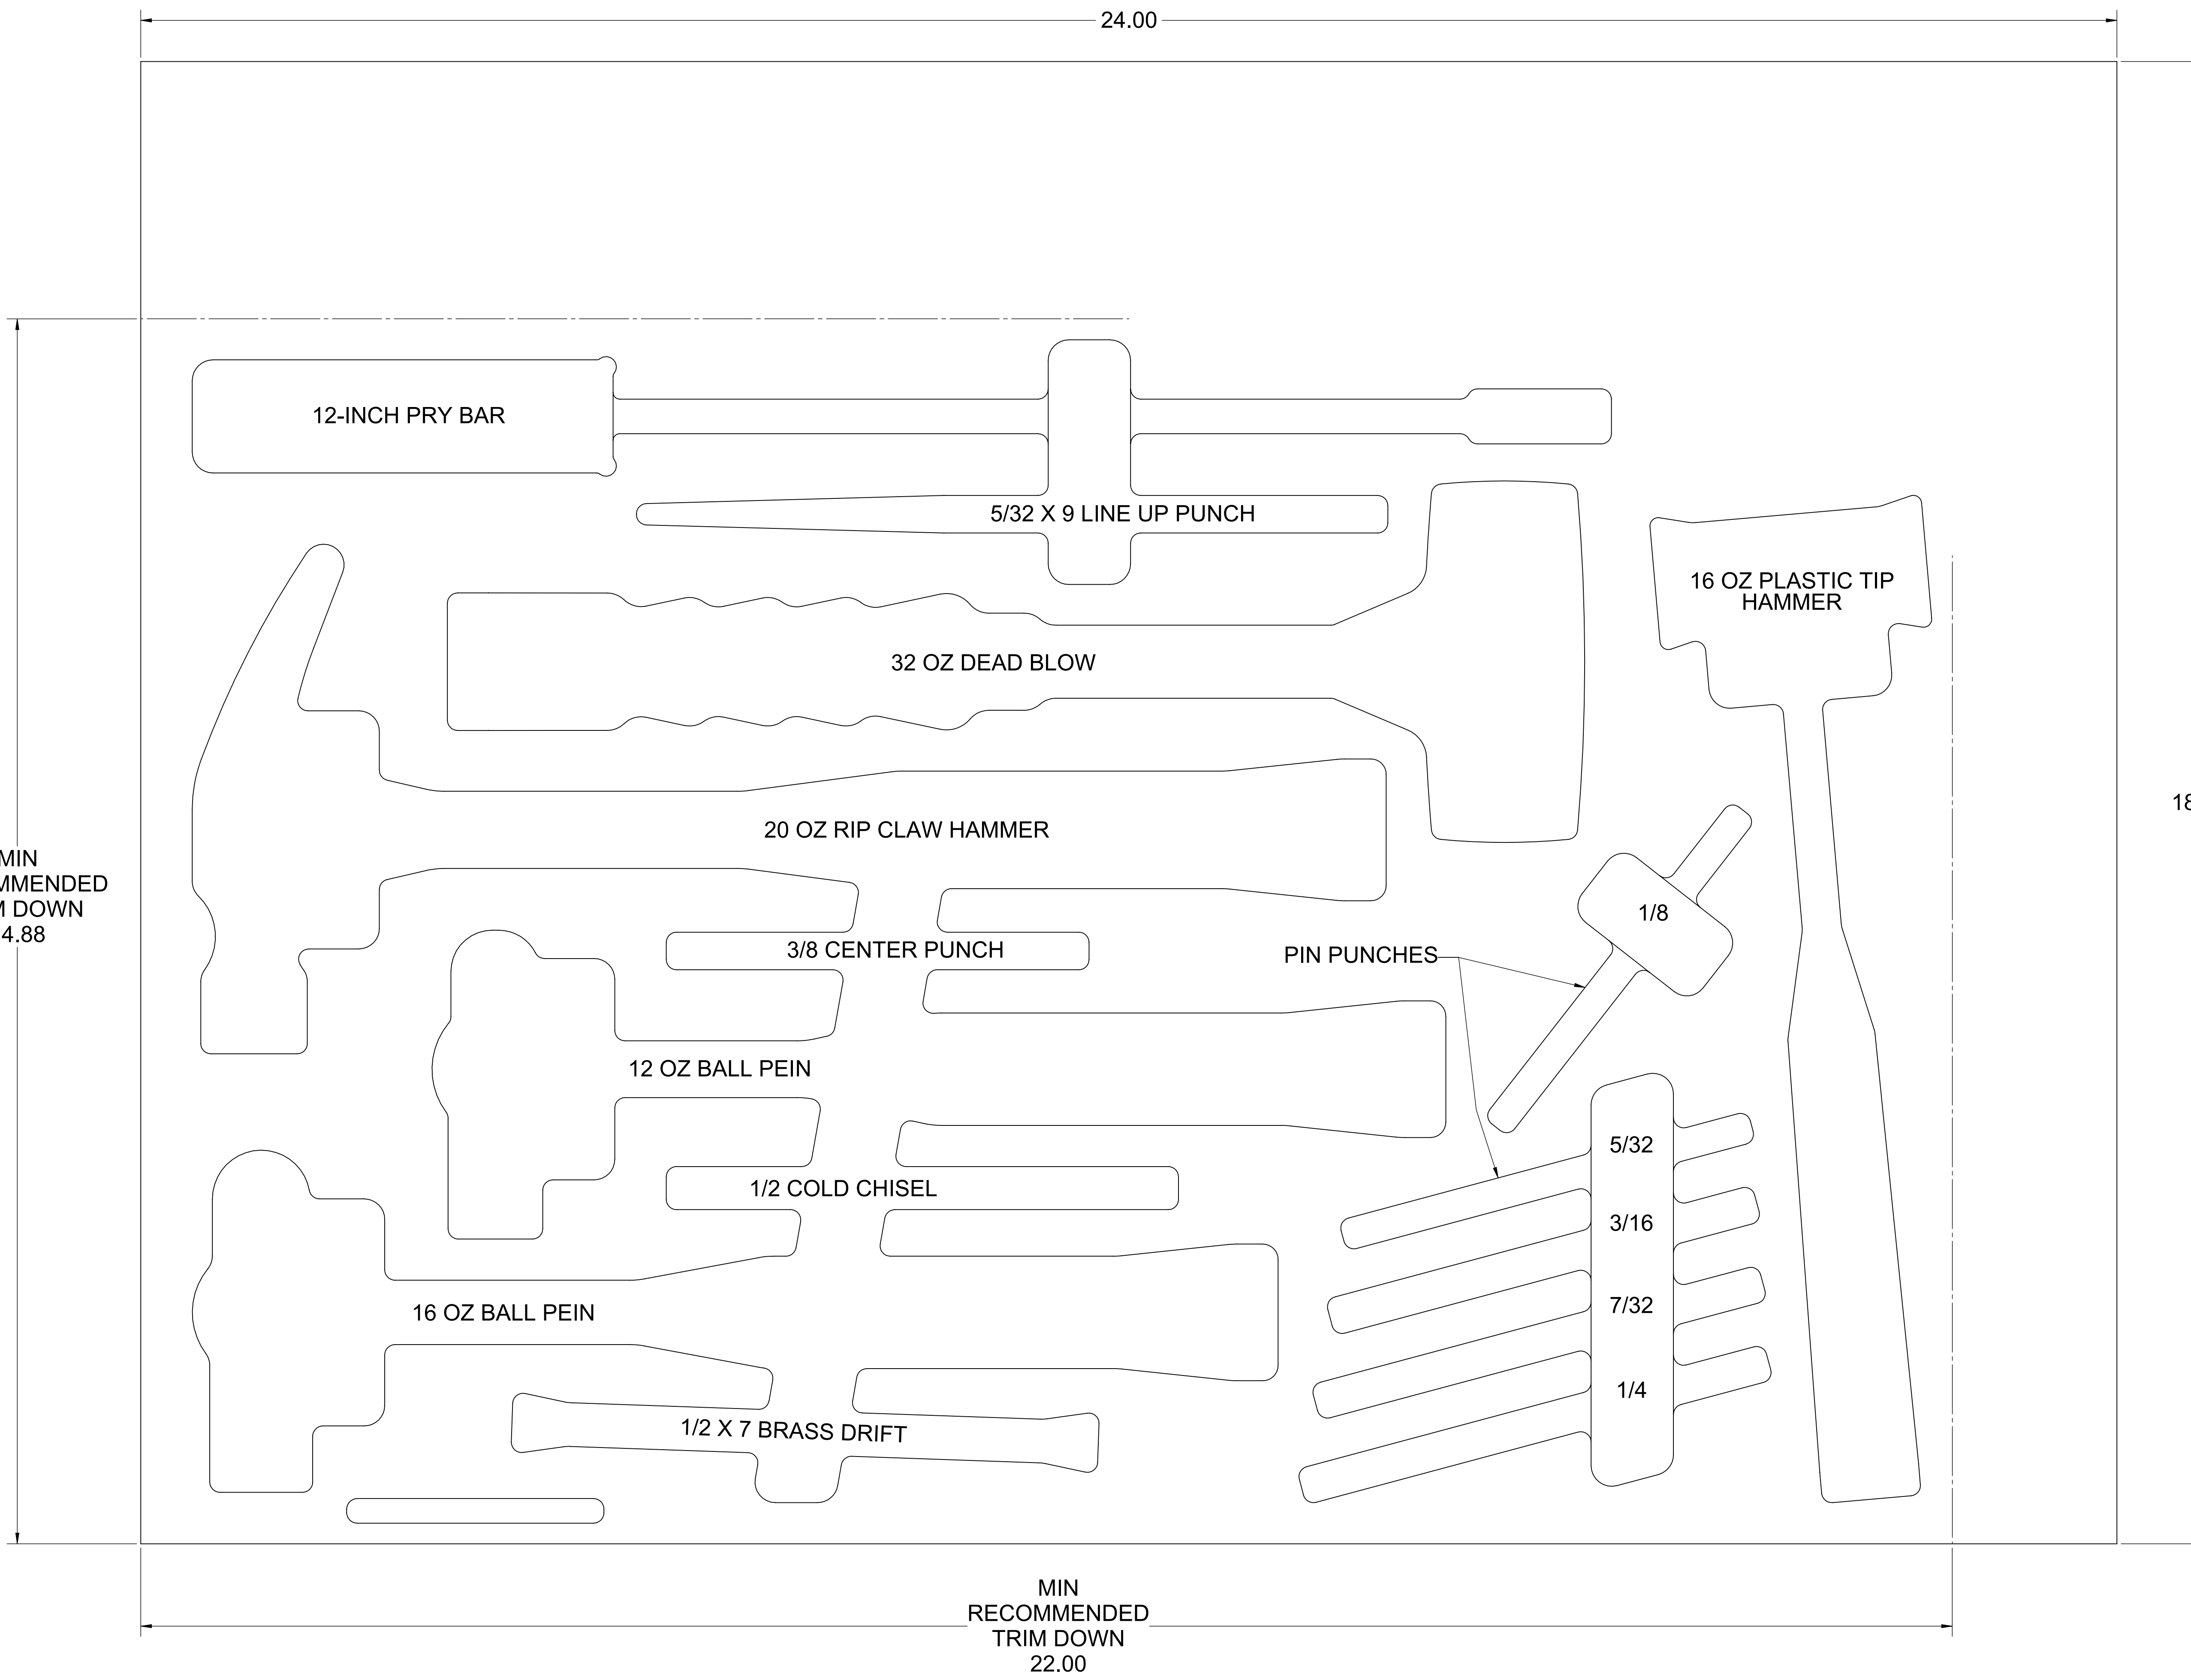 24.00
12-INCH PRY BAR
5/32 X 9 LINE UP PUNCH
16 OZ PLASTIC TIP
HAMMER
32 OZ DEAD BLOW
18
20 OZ RIP CLAW HAMMER
MIN
MMENDED
M DOWN
4.88
1/8
3/8 CENTER PUNCH
PIN PUNCHES
12 OZ BALL PEIN
5/32
1/2 COLD CHISEL
3/16
7/32
16 OZ BALL PEIN
1/4
1/2 X 7 BRASS DRIFT
MIN
RECOMMENDED
TRIM DOWN
22.00